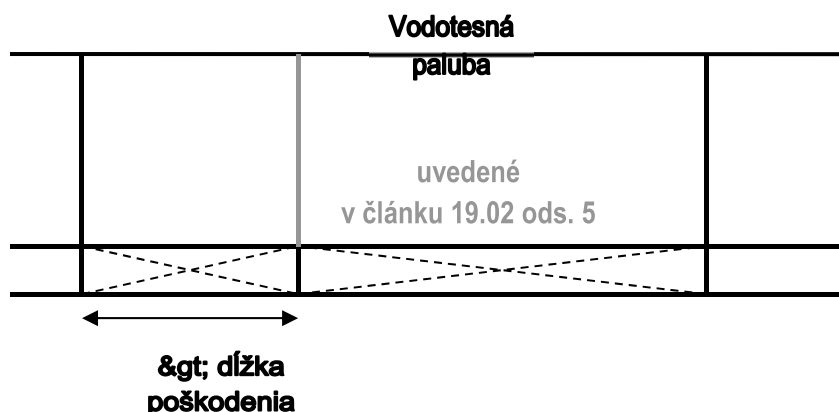 Vodotesná
paluba
uvedené
v článku 19.02 ods. 5
&gt; dĺžka
poškodenia